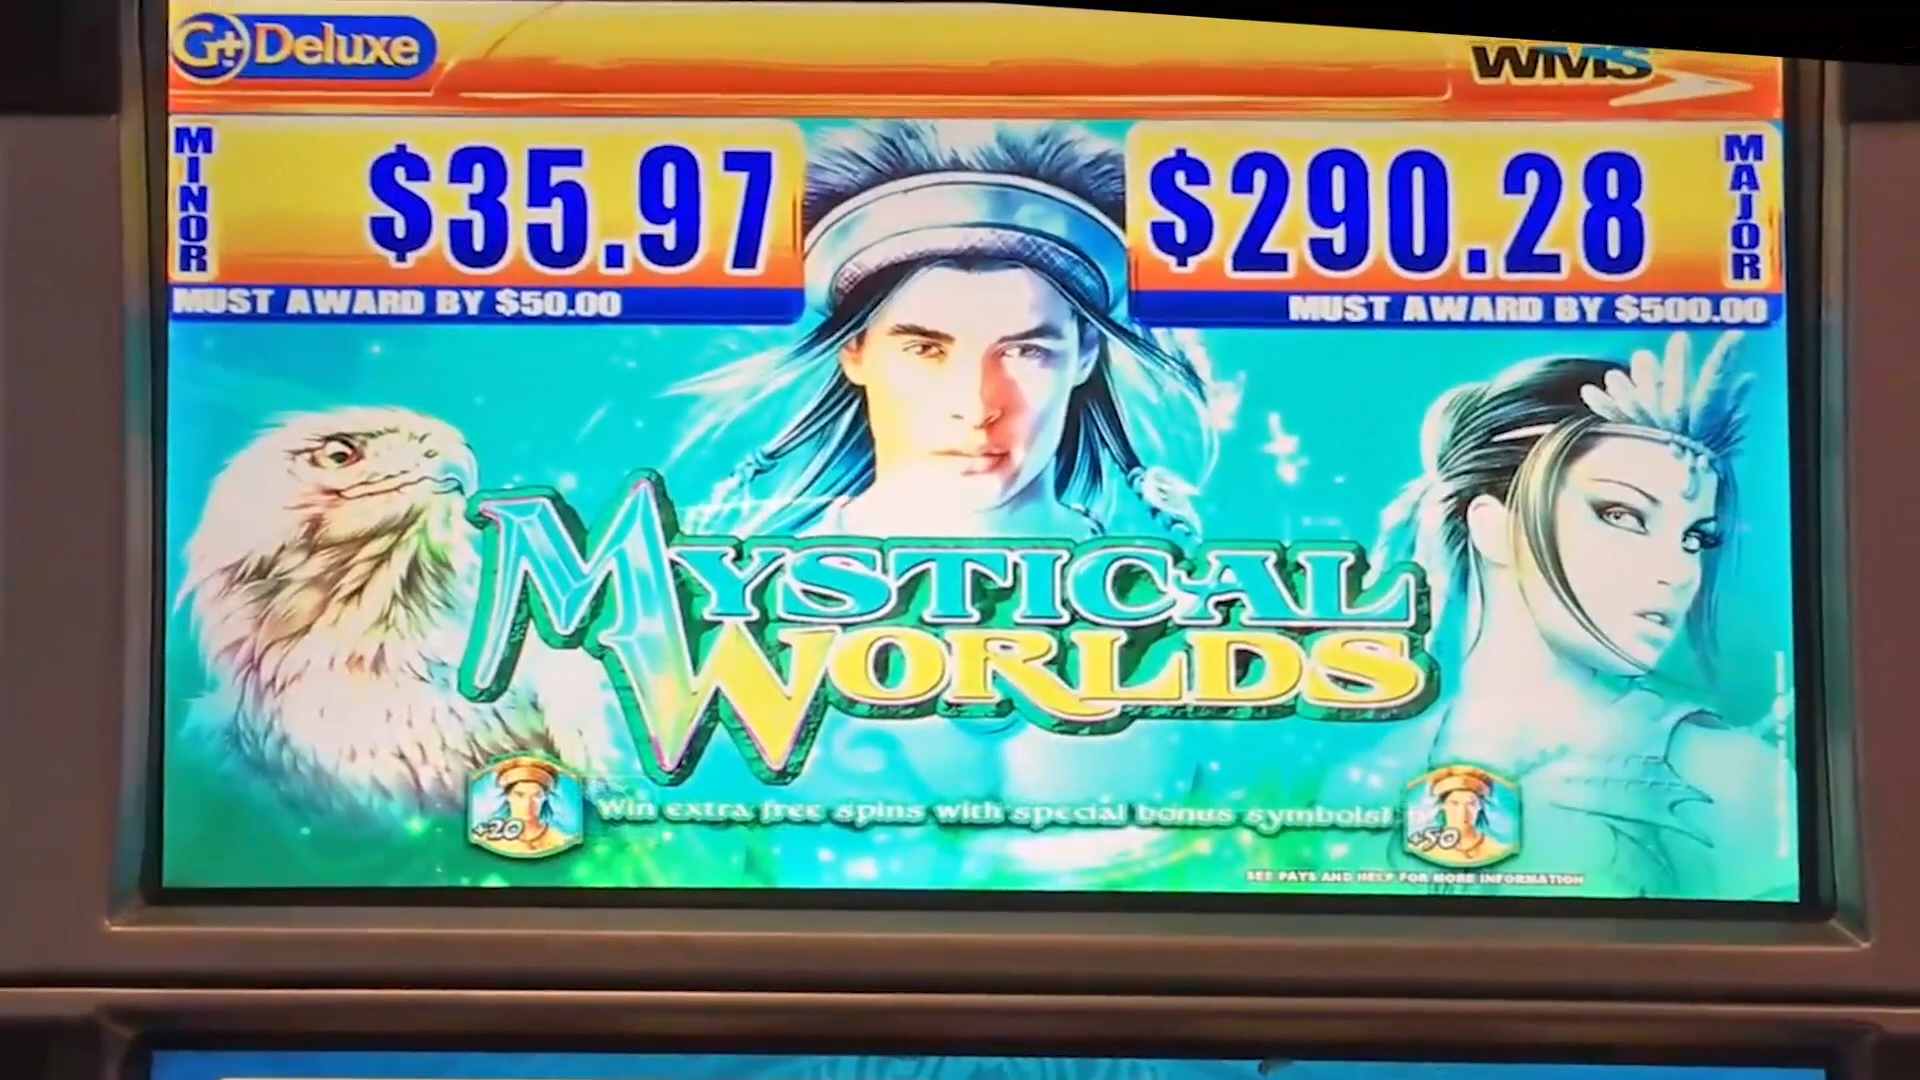 G+ Deluxe
WMS
MINOR
$35.97
$290.28
MAJOR
MUST AWARD BY $50.00
MUST AWARD BY $500.00
MYSTICAL
WORLDS
+20
Win extra free spins with special bonus symbols!
+50
SEE PAYS AND HELP FOR MORE INFORMATION